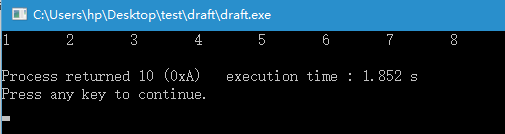 C:\Users\hp\Desktop\test\draft\draft.exe
1 2 3 4 5 6 7 8
Process returned 10 (0xA) execution time : 1.852 s
Press any key to continue.